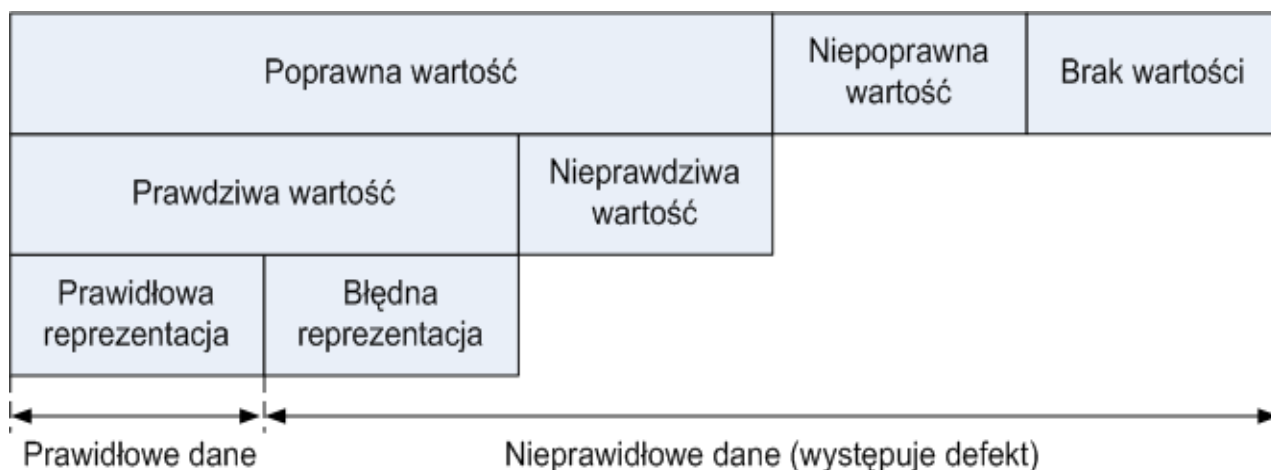 Poprawna wartość
Niepoprawna
wartość
Brak wartości
Prawdziwa wartość
Nieprawdziwa
wartość
Prawidłowa
reprezentacja
Błędna
reprezentacja
Prawidłowe dane
Nieprawidłowe dane (występuje defekt)